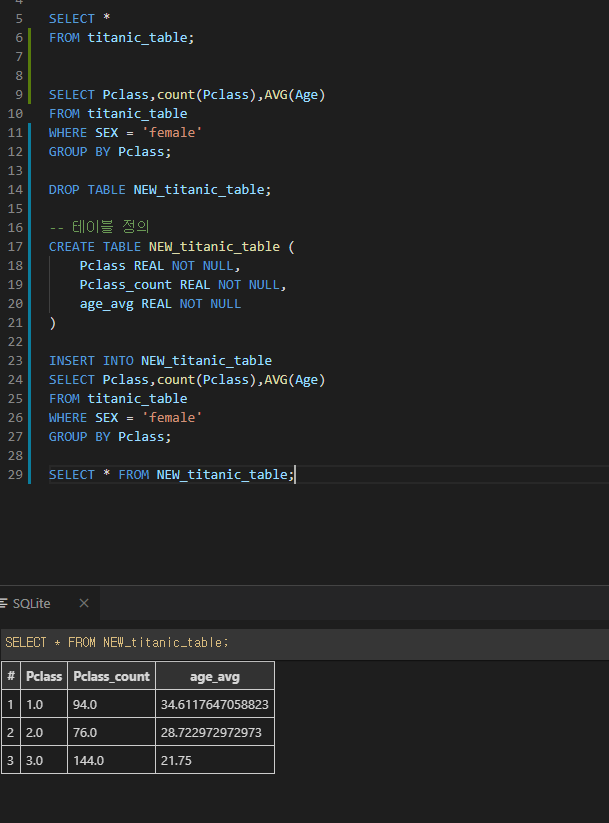 4
5 SELECT *
6 FROM titanic_table;
7
8
9 SELECT Pclass,count(Pclass),AVG(Age)
10 FROM titanic_table
11 WHERE SEX = 'female'
12 GROUP BY Pclass;
13
14 DROP TABLE NEW_titanic_table;
15
16 -- 테이블 정의
17 CREATE TABLE NEW_titanic_table (
18     Pclass REAL NOT NULL,
19     Pclass_count REAL NOT NULL,
20     age_avg REAL NOT NULL
21 )
22
23 INSERT INTO NEW_titanic_table
24 SELECT Pclass,count(Pclass),AVG(Age)
25 FROM titanic_table
26 WHERE SEX = 'female'
27 GROUP BY Pclass;
28
29 SELECT * FROM NEW_titanic_table;
SQLite
SELECT * FROM NEW_titanic_table;
# Pclass Pclass_count age_avg
1 1.0 94.0 34.6117647058823
2 2.0 76.0 28.722972972973
3 3.0 144.0 21.75